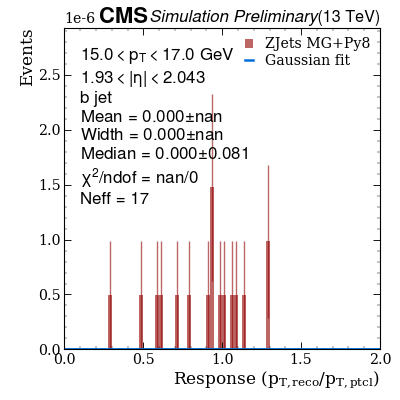 1e-6 CMS Simulation Preliminary (13 TeV)
Events
ZJets MG+Py8
Gaussian fit
15.0 < p_T < 17.0 GeV
1.93 < |η| < 2.043
b jet
Mean = 0.000±nan
Width = 0.000±nan
Median = 0.000±0.081
χ²/ndof = nan/0
Neff = 17
2.5
2.0
1.5
1.0
0.5
0.0
0.0 0.5 1.0 1.5 2.0
Response (p_T,reco/p_T,ptcl)